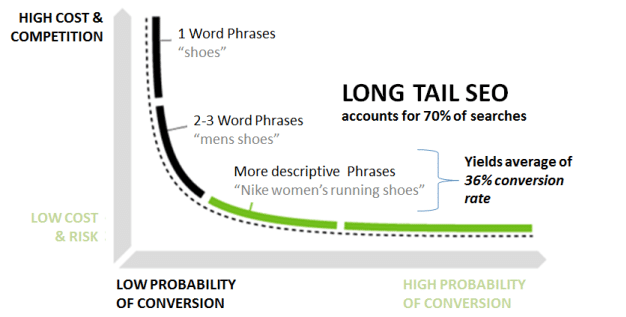 HIGH COST &
COMPETITION
1 Word Phrases
“shoes”
LONG TAIL SEO
accounts for 70% of searches
2-3 Word Phrases
“mens shoes”
More descriptive Phrases
“Nike women’s running shoes”
Yields average of
36% conversion
rate
LOW COST
& RISK
LOW PROBABILITY
OF CONVERSION
HIGH PROBABILITY
OF CONVERSION